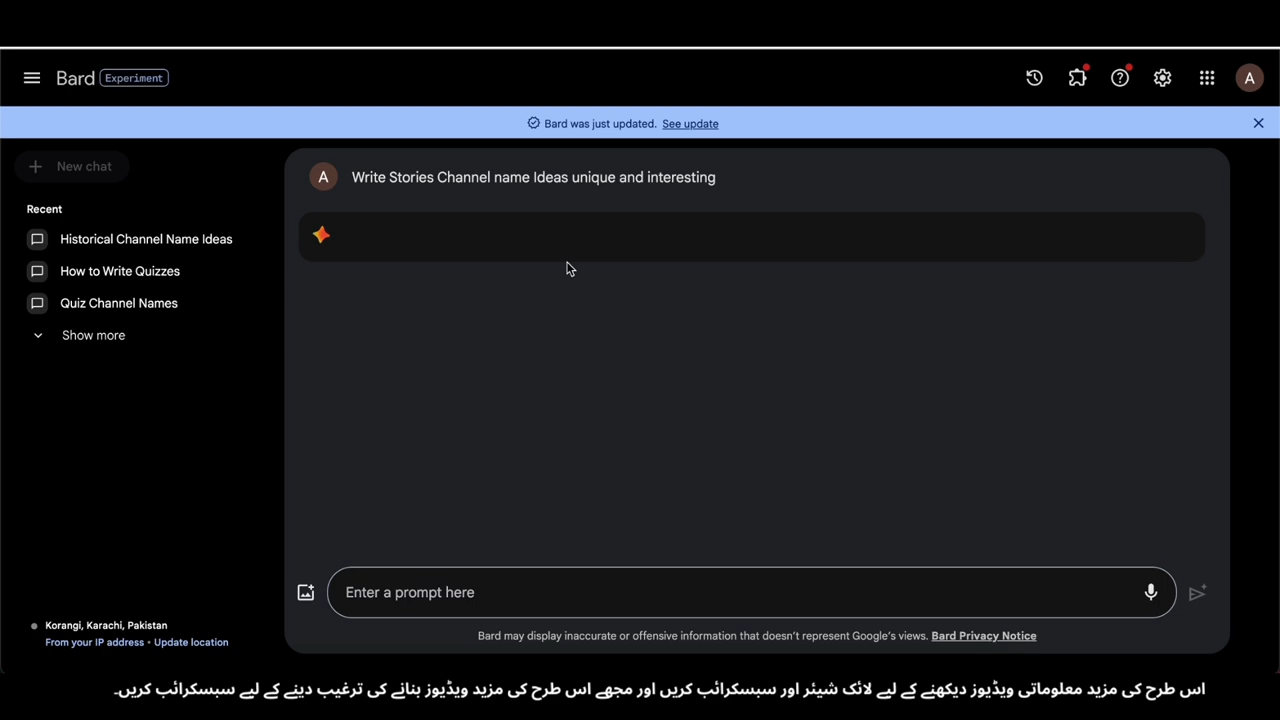 Bard Experiment
A
Bard was just updated. See update
New chat
Recent
Historical Channel Name Ideas
How to Write Quizzes
Quiz Channel Names
Show more
A Write Stories Channel name Ideas unique and interesting
Enter a prompt here
Korangi, Karachi, Pakistan
From your IP address • Update location
Bard may display inaccurate or offensive information that doesn't represent Google's views. Bard Privacy Notice
اس طرح کی مزید معلوماتی ویڈیوز دیکھنے کے لیے لائک شیئر اور سبسکرائب کریں اور مجھے اس طرح کی مزید ویڈیوز بنانے کی ترغیب دینے کے لیے سبسکرائب کریں۔